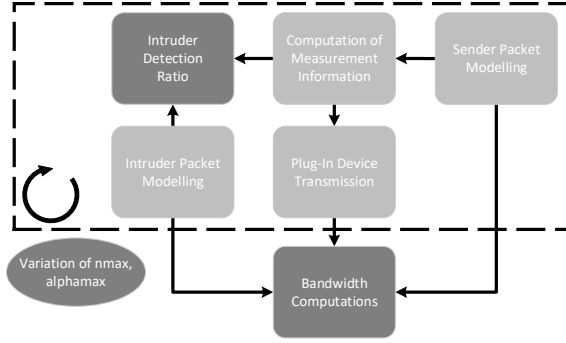 Intruder
Detection
Ratio
Computation of
Measurement
Information
Sender Packet
Modelling
Intruder Packet
Modelling
Plug-In Device
Transmission
Variation of nmax,
alphamax
Bandwidth
Computations